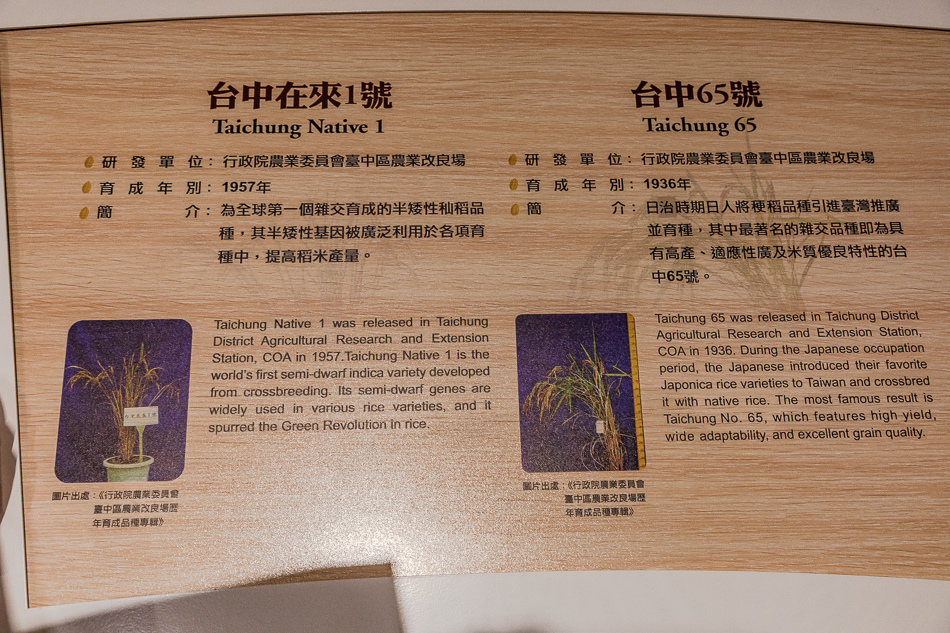 台中在來1號
Taichung Native 1
研發單位：行政院農業委員會臺中區農業改良場
育成年別：1957年
簡介：為全球第一個雜交育成的半矮性秈稻品
種，其半矮性基因被廣泛利用於各項育
種中，提高稻米產量。
Taichung Native 1 was released in Taichung
District Agricultural Research and Extension
Station, COA in 1957.Taichung Native 1 is the
world's first semi-dwarf indica variety developed
from crossbreeding. Its semi-dwarf genes are
widely used in various rice varieties, and it
spurred the Green Revolution in rice.
圖片出處：《行政院農業委員會
臺中區農業改良場歷
年育成品種專輯》
台中65號
Taichung 65
研發單位：行政院農業委員會臺中區農業改良場
育成年別：1936年
簡介：日治時期日人將稉稻品種引進臺灣推廣
並育種，其中最著名的雜交品種即為具
有高產、適應性廣及米質優良特性的台
中65號。
Taichung 65 was released in Taichung District
Agricultural Research and Extension Station,
COA in 1936. During the Japanese occupation
period, the Japanese introduced their favorite
Japonica rice varieties to Taiwan and crossbred
it with native rice. The most famous result is
Taichung No. 65, which features high yield,
wide adaptability, and excellent grain quality.
圖片出處：《行政院農業委員會
臺中區農業改良場歷
年育成品種專輯》